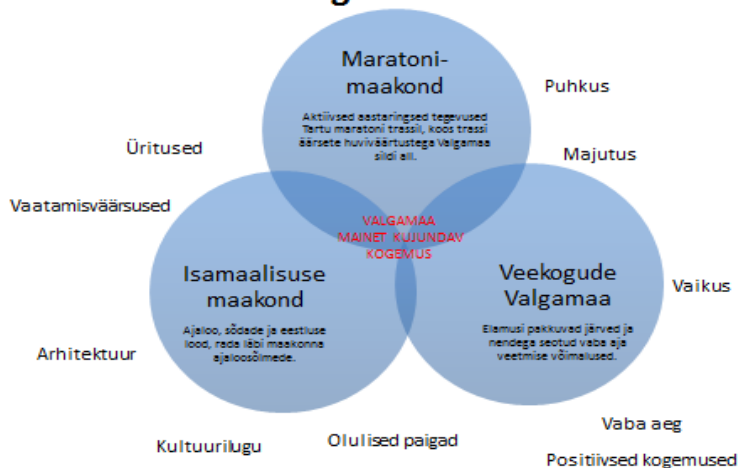 Maratoni-
maakond
Aktiivsed aastaringsed tegevused
Tartu maratoni trassil, koos trassi
äärsete huviväärtustega Valgamaa
sildi all.
Puhkus
Üritused
Majutus
Vaatamisväärsused
VALGAMAA
MAINET KUJUNDAV
KOGEMUS
Isamaalisuse
maakond
Ajaloo, sõdade ja eestluse
lood, rada läbi maakonna
ajaloosõlmede.
Veekogude
Valgamaa
Elamusi pakkuvad järved ja
nendega seotud vaba aja
veetmise võimalused.
Vaikus
Arhitektuur
Vaba aeg
Kultuurilugu
Olulised paigad
Positiivsed kogemused